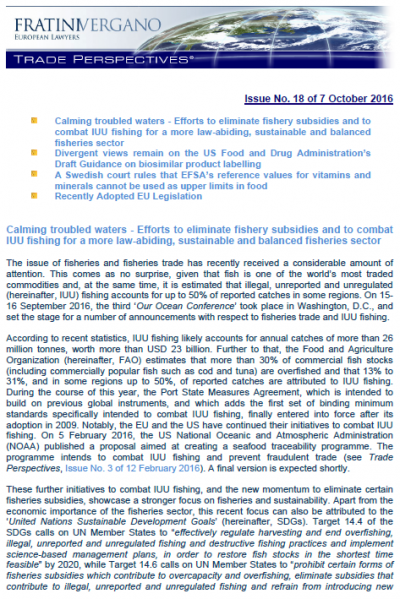 FRATINIVERGANO
EUROPEAN LAWYERS
TRADE PERSPECTIVES®
Issue No. 18 of 7 October 2016
Calming troubled waters - Efforts to eliminate fishery subsidies and to
combat IUU fishing for a more law-abiding, sustainable and balanced
fisheries sector
Divergent views remain on the US Food and Drug Administration's
Draft Guidance on biosimilar product labelling
A Swedish court rules that EFSA's reference values for vitamins and
minerals cannot be used as upper limits in food
Recently Adopted EU Legislation
Calming troubled waters - Efforts to eliminate fishery subsidies and to combat
IUU fishing for a more law-abiding, sustainable and balanced fisheries sector
The issue of fisheries and fisheries trade has recently received a considerable amount of
attention. This comes as no surprise, given that fish is one of the world's most traded
commodities and, at the same time, it is estimated that illegal, unreported and unregulated
(hereinafter, IUU) fishing accounts for up to 50% of reported catches in some regions. On 15-
16 September 2016, the third 'Our Ocean Conference' took place in Washington, D.C., and
set the stage for a number of announcements with respect to fisheries trade and IUU fishing.
According to recent statistics, IUU fishing likely accounts for annual catches of more than 26
million tonnes, worth more than USD 23 billion. Further to that, the Food and Agriculture
Organization (hereinafter, FAO) estimates that more than 30% of commercial fish stocks
(including commercially popular fish such as cod and tuna) are overfished and that 13% to
31%, and in some regions up to 50%, of reported catches are attributed to IUU fishing.
During the course of this year, the Port State Measures Agreement, which is intended to
build on previous global instruments, and which adds the first set of binding minimum
standards specifically intended to combat IUU fishing, finally entered into force after its
adoption in 2009. Notably, the EU and the US have continued their initiatives to combat IUU
fishing. On 5 February 2016, the US National Oceanic and Atmospheric Administration
(NOAA) published a proposal aimed at creating a seafood traceability programme. The
programme intends to combat IUU fishing and prevent fraudulent trade (see Trade
Perspectives, Issue No. 3 of 12 February 2016). A final version is expected shortly.
These further initiatives to combat IUU fishing, and the new momentum to eliminate certain
fisheries subsidies, showcase a stronger focus on fisheries and sustainability. Apart from the
economic importance of the fisheries sector, this recent focus can also be attributed to the
'United Nations Sustainable Development Goals' (hereinafter, SDGs). Target 14.4 of the
SDGs calls on UN Member States to "effectively regulate harvesting and end overfishing,
illegal, unreported and unregulated fishing and destructive fishing practices and implement
science-based management plans, in order to restore fish stocks in the shortest time
feasible" by 2020, while Target 14.6 calls on UN Member States to "prohibit certain forms of
fisheries subsidies which contribute to overcapacity and overfishing, eliminate subsidies that
contribute to illegal, unreported and unregulated fishing and refrain from introducing new